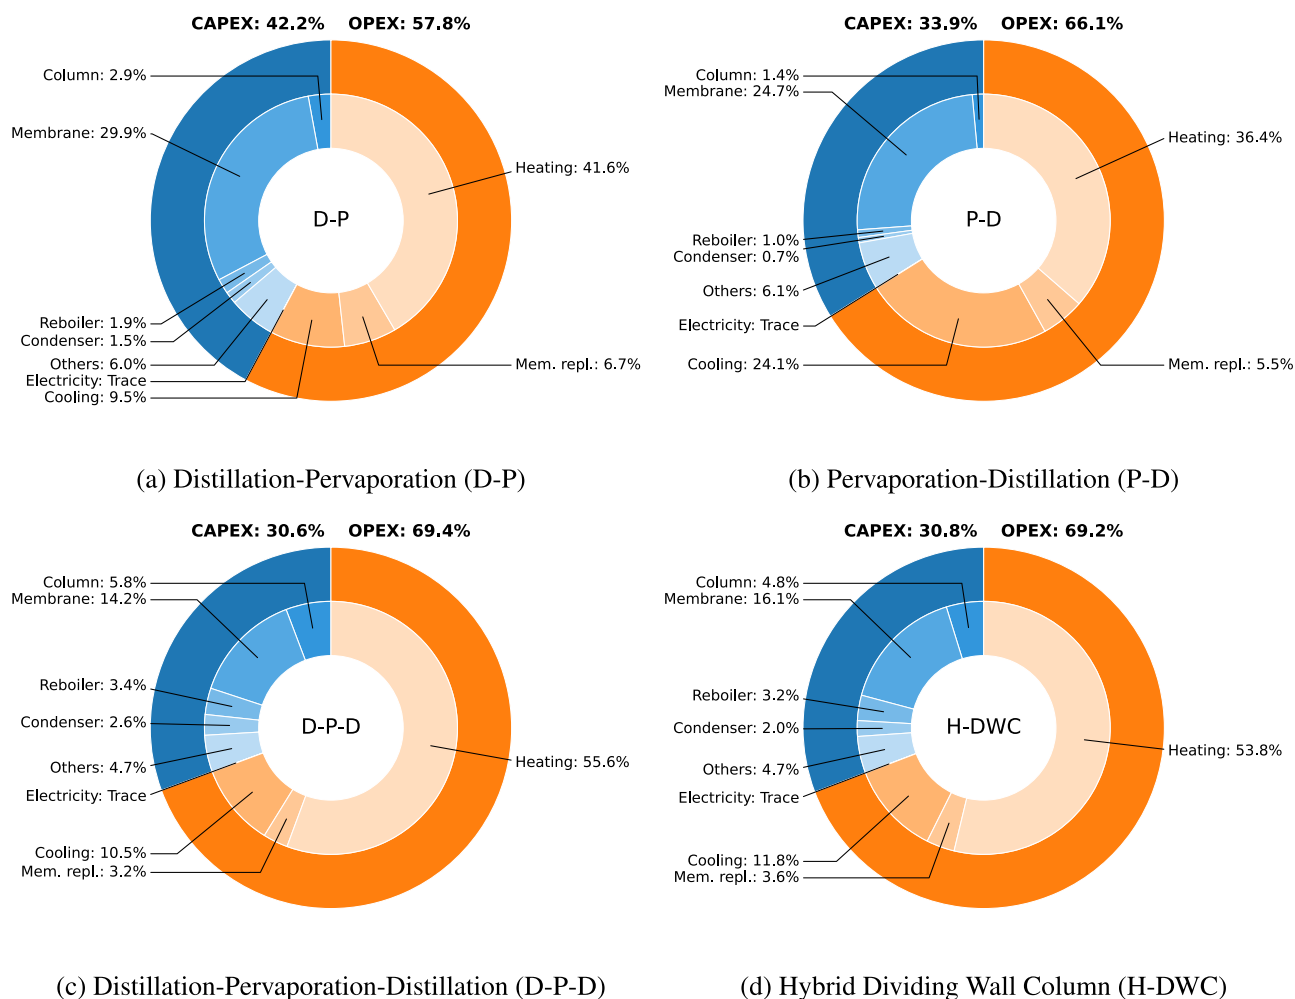 CAPEX: 42.2% OPEX: 57.8%
Column: 2.9%
Membrane: 29.9%
Heating: 41.6%
D-P
Reboiler: 1.9%
Condenser: 1.5%
Others: 6.0%
Electricity: Trace
Cooling: 9.5%
Mem. repl.: 6.7%
(a) Distillation-Pervaporation (D-P)
CAPEX: 33.9% OPEX: 66.1%
Column: 1.4%
Membrane: 24.7%
Heating: 36.4%
P-D
Reboiler: 1.0%
Condenser: 0.7%
Others: 6.1%
Electricity: Trace
Cooling: 24.1%
Mem. repl.: 5.5%
(b) Pervaporation-Distillation (P-D)
CAPEX: 30.6% OPEX: 69.4%
Column: 5.8%
Membrane: 14.2%
Reboiler: 3.4%
Condenser: 2.6%
D-P-D
Heating: 55.6%
Others: 4.7%
Electricity: Trace
Cooling: 10.5%
Mem. repl.: 3.2%
(c) Distillation-Pervaporation-Distillation (D-P-D)
CAPEX: 30.8% OPEX: 69.2%
Column: 4.8%
Membrane: 16.1%
Reboiler: 3.2%
Condenser: 2.0%
H-DWC
Heating: 53.8%
Others: 4.7%
Electricity: Trace
Cooling: 11.8%
Mem. repl.: 3.6%
(d) Hybrid Dividing Wall Column (H-DWC)